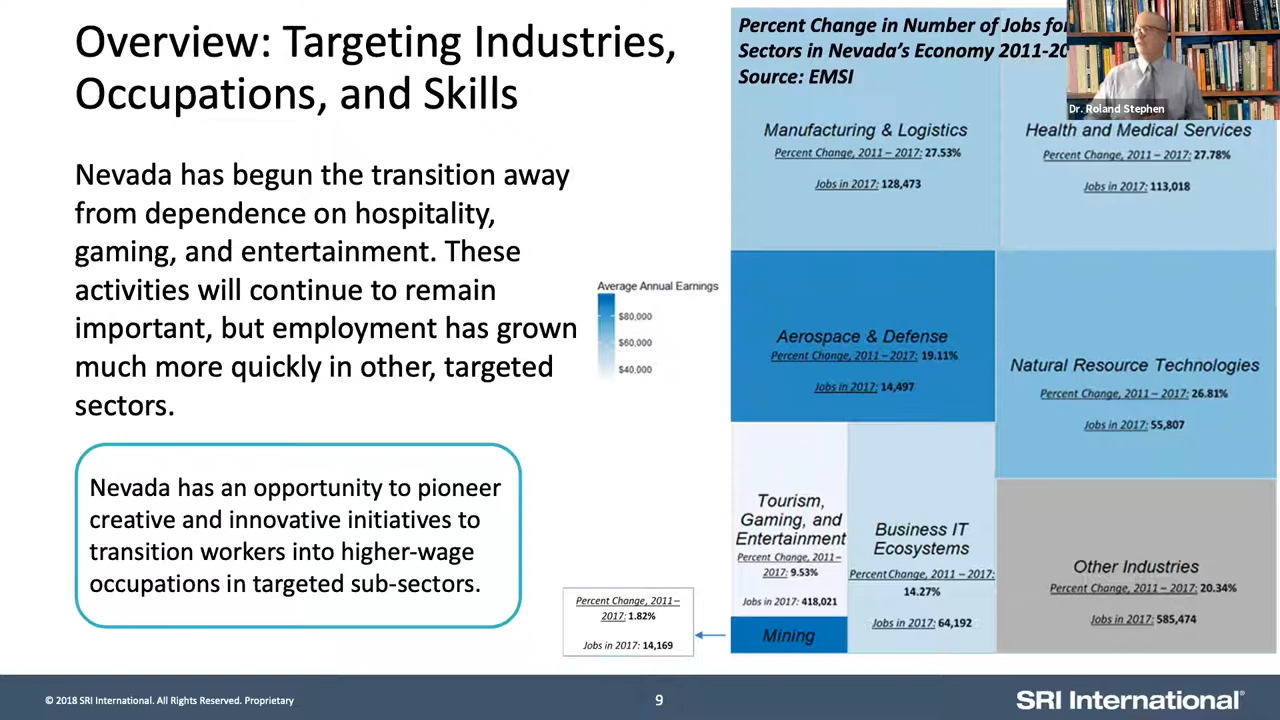 Overview: Targeting Industries,
Occupations, and Skills
Nevada has begun the transition away
from dependence on hospitality,
gaming, and entertainment. These
activities will continue to remain
important, but employment has grown
much more quickly in other, targeted
sectors.
Nevada has an opportunity to pioneer
creative and innovative initiatives to
transition workers into higher-wage
occupations in targeted sub-sectors.
Average Annual Earnings
$80,000
$60,000
$40,000
Percent Change in Number of Jobs fo
Sectors in Nevada's Economy 2011-20
Source: EMSI
Dr. Roland Stephen
Manufacturing & Logistics
Percent Change, 2011 – 2017: 27.53%
Jobs in 2017: 128,473
Health and Medical Services
Percent Change, 2011 – 2017: 27.78%
Jobs in 2017: 113,018
Aerospace & Defense
Percent Change, 2011 – 2017: 19.11%
Jobs in 2017: 14,497
Natural Resource Technologies
Percent Change, 2011 – 2017: 26.81%
Jobs in 2017: 55,807
Tourism,
Gaming, and
Entertainment
Percent Change, 2011–
2017: 9.53%
Jobs in 2017: 418,021
Business IT
Ecosystems
Percent Change, 2011 – 2017:
14.27%
Jobs in 2017: 64,192
Other Industries
Percent Change, 2011 – 2017: 20.34%
Jobs in 2017: 585,474
Mining
Percent Change, 2011–
2017: 1.82%
Jobs in 2017: 14,169
© 2018 SRI International. All Rights Reserved. Proprietary
9
SRI International®